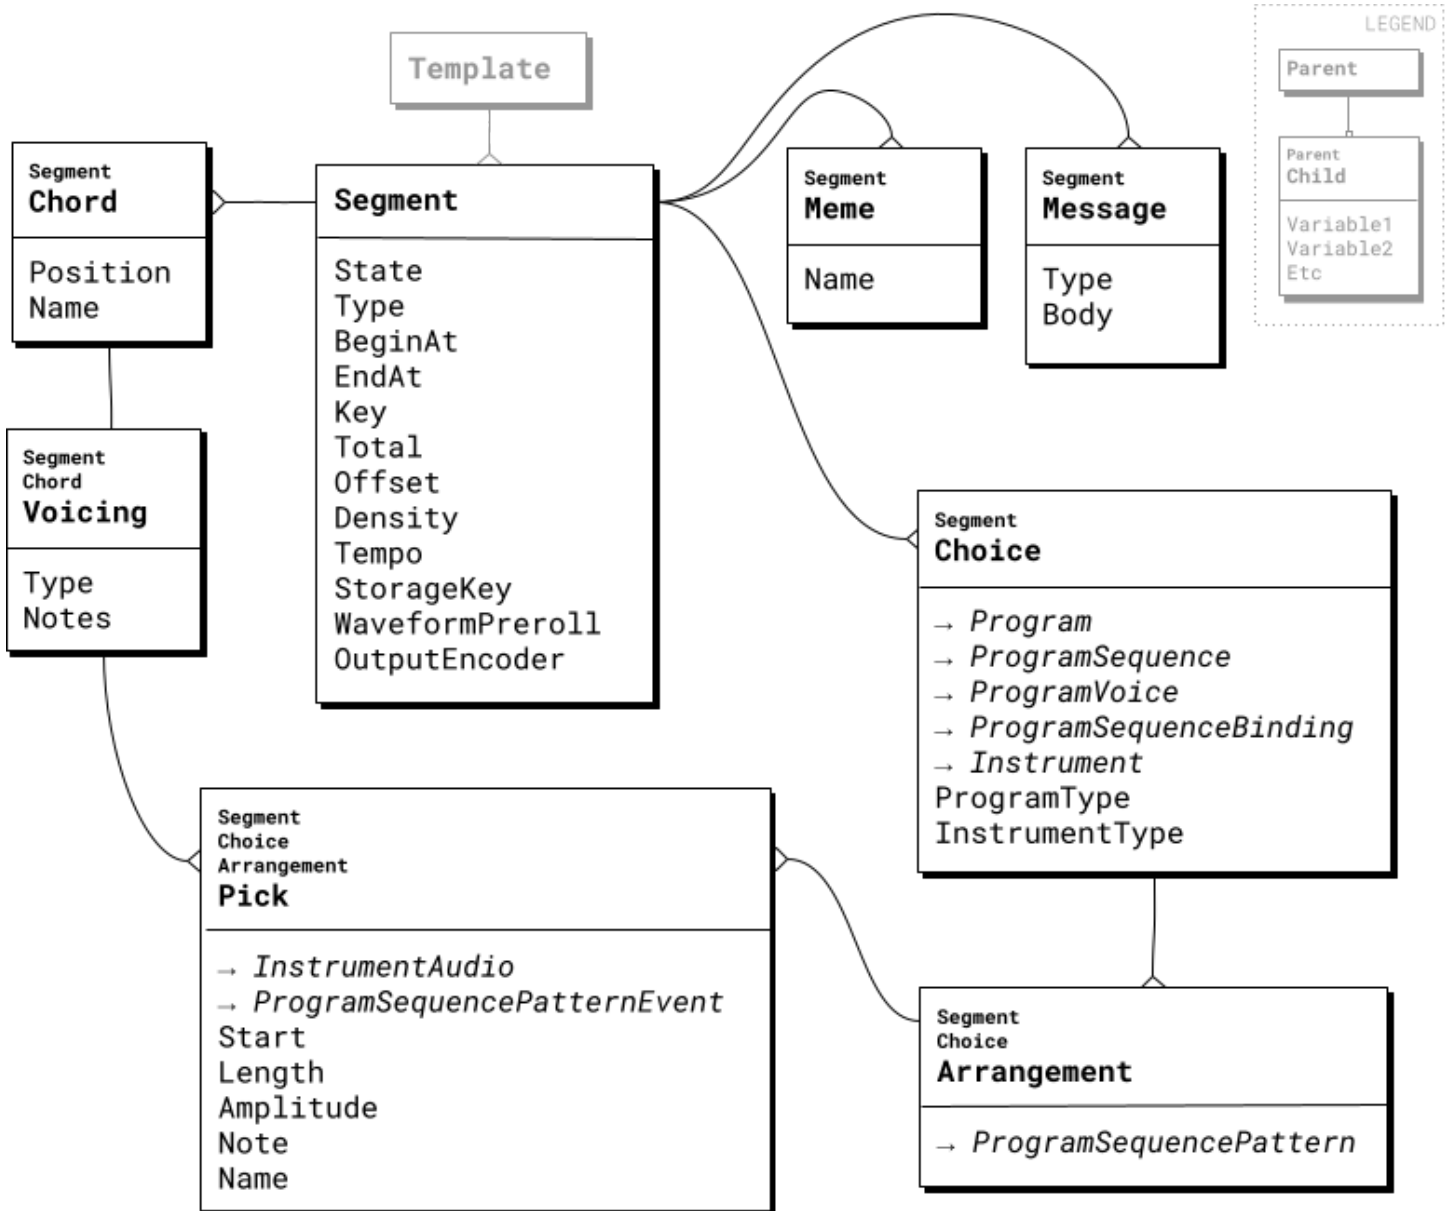 LEGEND
Parent
Parent
Child
Variable1
Variable2
Etc
Template
Segment
Chord
Position
Name
Segment
State
Type
BeginAt
EndAt
Key
Total
Offset
Density
Tempo
StorageKey
WaveformPreroll
OutputEncoder
Segment
Meme
Name
Segment
Message
Type
Body
Segment
Chord
Voicing
Type
Notes
Segment
Choice
→ Program
→ ProgramSequence
→ ProgramVoice
→ ProgramSequenceBinding
→ Instrument
ProgramType
InstrumentType
Segment
Choice
Arrangement
Pick
→ InstrumentAudio
→ ProgramSequencePatternEvent
Start
Length
Amplitude
Note
Name
Segment
Choice
Arrangement
→ ProgramSequencePattern